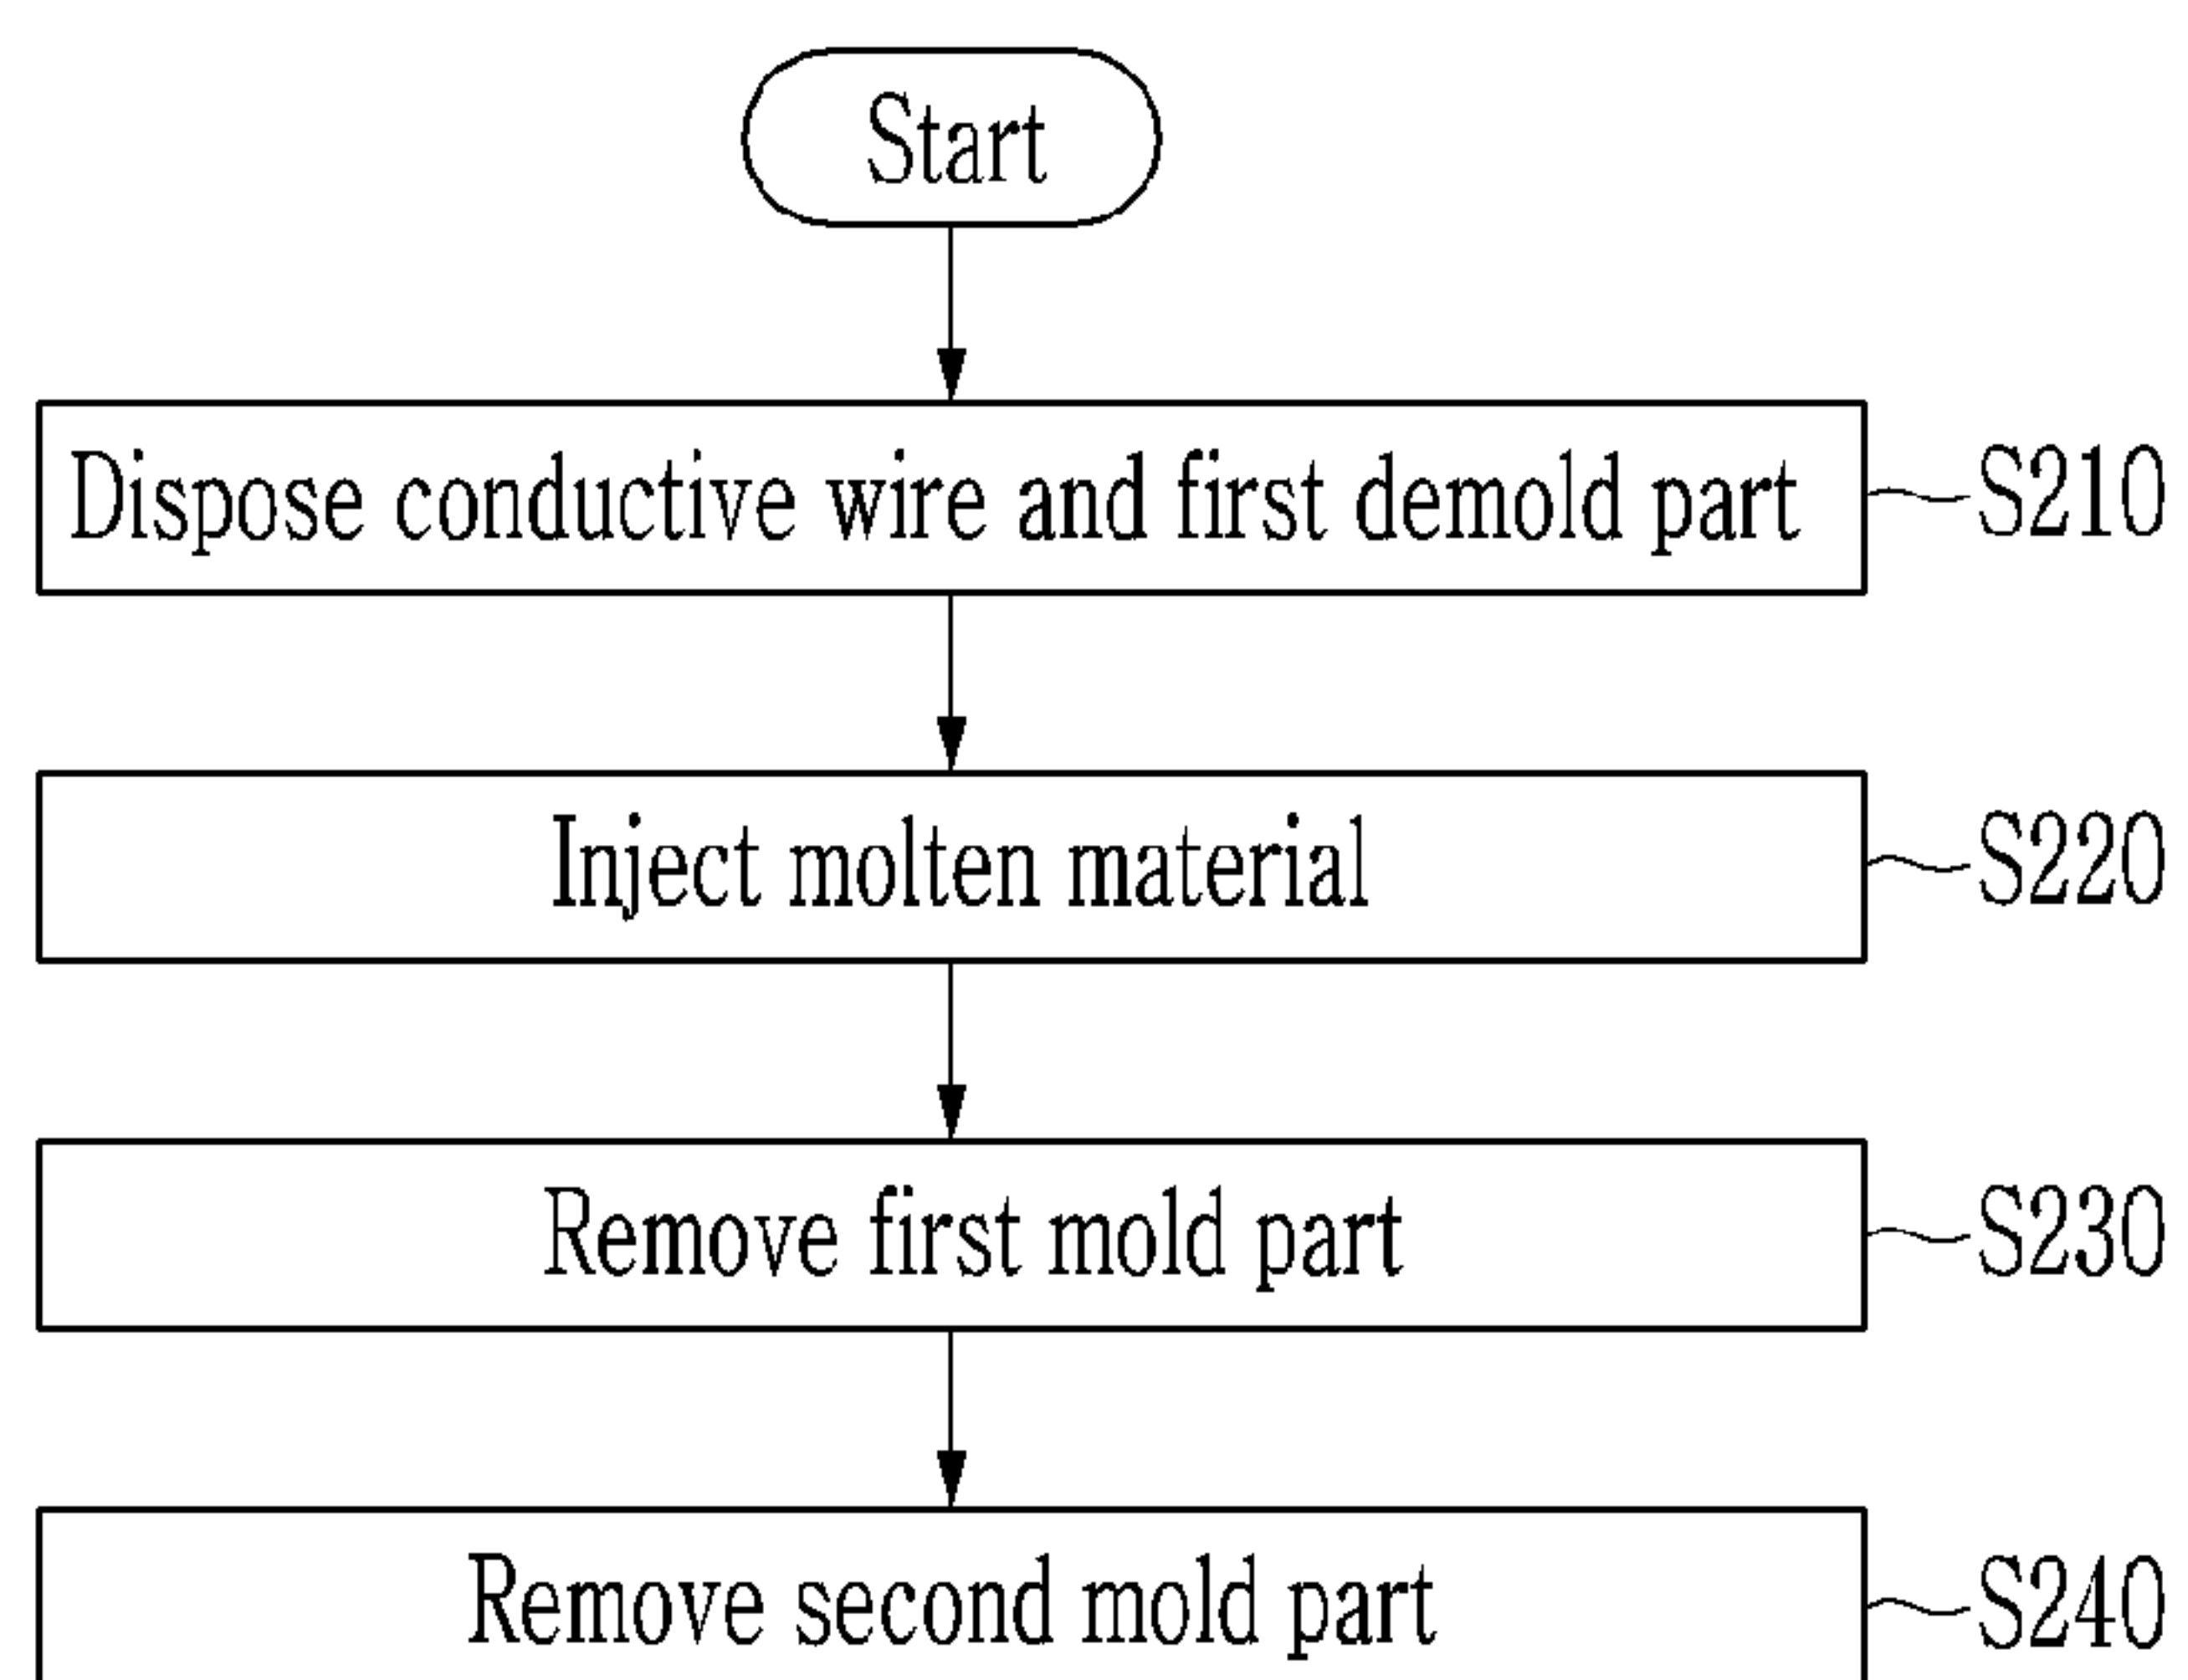 Start
Dispose conductive wire and first demold part
S210
Inject molten material
S220
Remove first mold part
S230
Remove second mold part
S240